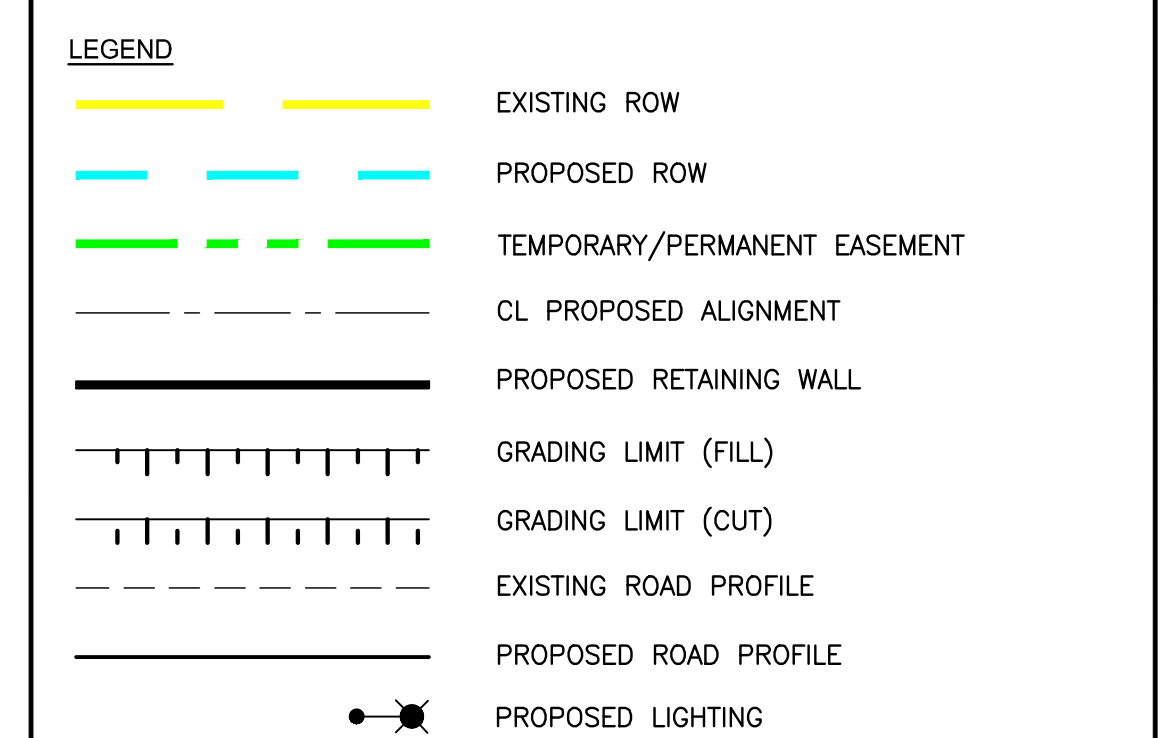 LEGEND
EXISTING ROW
PROPOSED ROW
TEMPORARY/PERMANENT EASEMENT
CL PROPOSED ALIGNMENT
PROPOSED RETAINING WALL
GRADING LIMIT (FILL)
GRADING LIMIT (CUT)
EXISTING ROAD PROFILE
PROPOSED ROAD PROFILE
PROPOSED LIGHTING